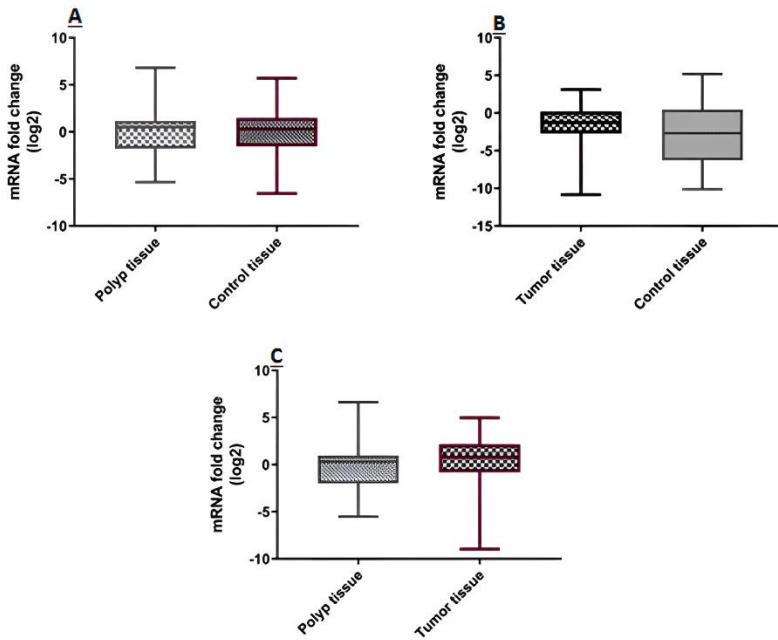 A
mRNA fold change
(log2)
10
5
0
-5
-10
Polyp tissue
Control tissue
B
mRNA fold change
(log2)
10
5
0
-5
-10
-15
Tumor tissue
Control tissue
C
mRNA fold change
(log2)
10
5
0
-5
-10
Polyp tissue
Tumor tissue